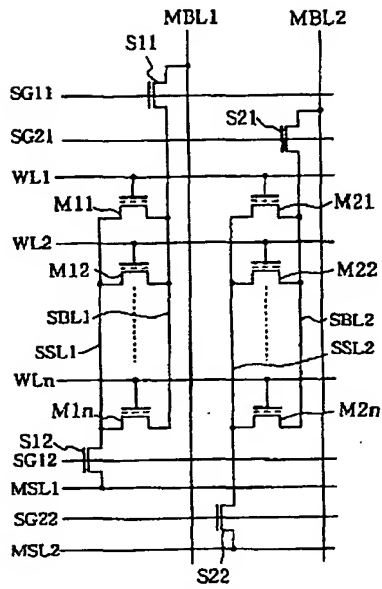 MBL1 MBL2
S11
SG11
S21
SG21
WL1
M11 M21
WL2
M12 M22
SBL1 SBL2
SSL1 SSL2
WLn
M1n M2n
S12
SG12
MSL1
SG22
MSL2
S22